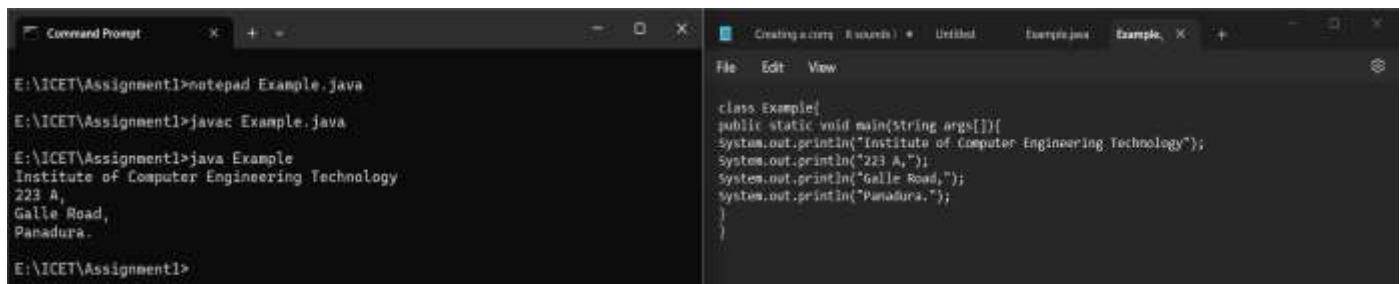 Command Prompt
E:\ICET\Assignment1>notepad Example.java
E:\ICET\Assignment1>javac Example.java
E:\ICET\Assignment1>java Example
Institute of Computer Engineering Technology
223 A,
Galle Road,
Panadura.
E:\ICET\Assignment1>
Creating a comp Untitled Example.java Example.
File Edit View
class Example{
public static void main(String args[]){
System.out.println("Institute of Computer Engineering Technology");
System.out.println("223 A,");
System.out.println("Galle Road,");
System.out.println("Panadura.");
}
}